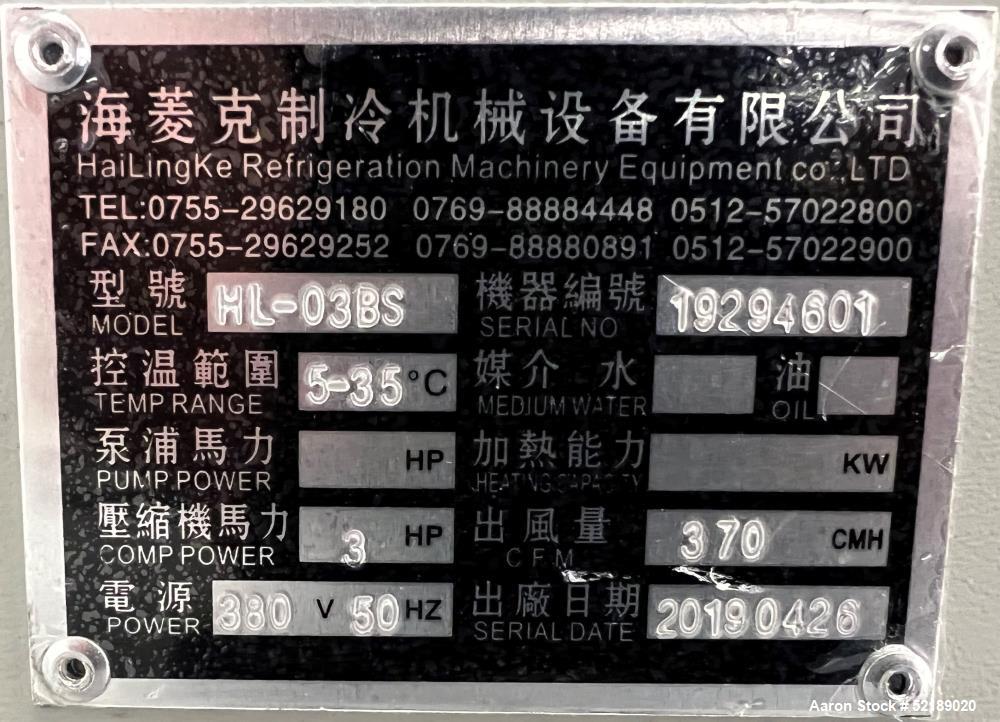 海菱克制冷机械设备有限公司
HaiLingKe Refrigeration Machinery Equipment co.,LTD
TEL:0755-29629180 0769-88884448 0512-57022800
FAX:0755-29629252 0769-88880891 0512-57022900
型號 HL-03BS 機器編號 19294601
MODEL SERIAL NO
控温範圍 5-35°C 媒介 水 油
TEMP RANGE MEDIUM WATER OIL
泵浦馬力 HP 加熱能力 KW
PUMP POWER HEATING CAPACITY
壓縮機馬力 3 HP 出風量 370 CMH
COMP POWER C F M
電源 380 V 50 HZ 出廠日期 20190426
POWER SERIAL DATE
Aaron Stock # 52189020